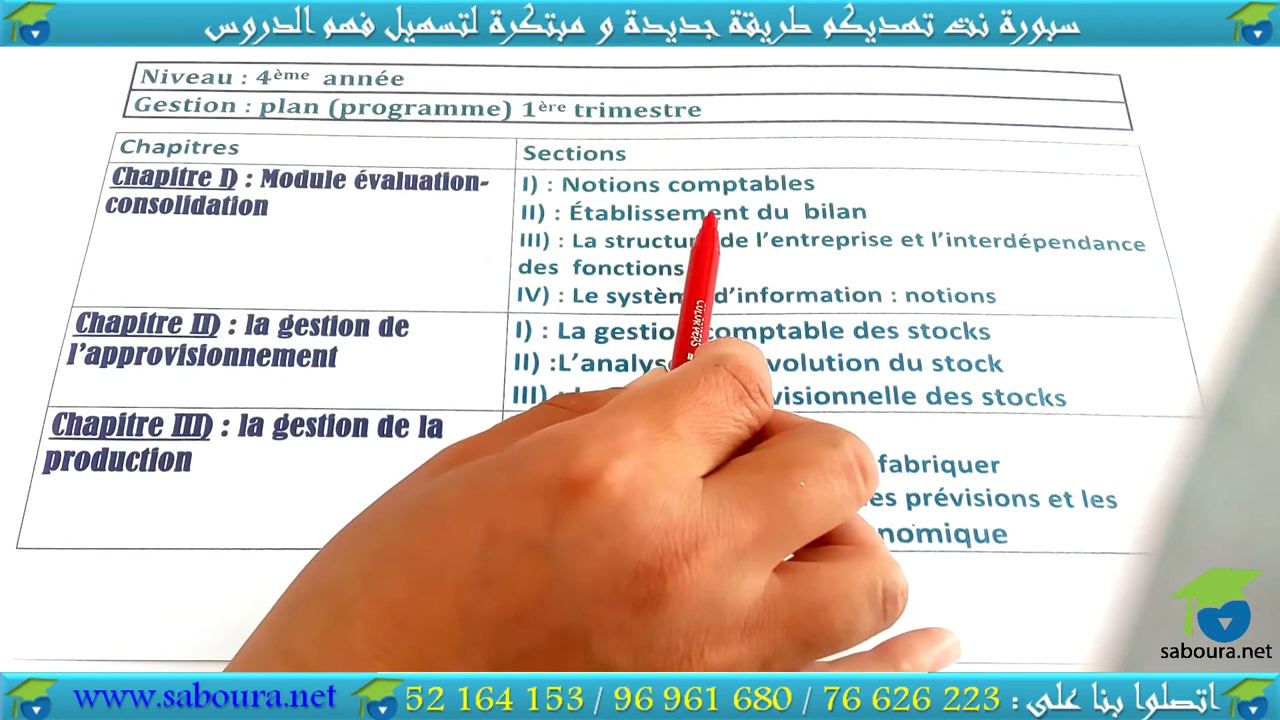 سبورة نت تهديكم طريقة جديدة و مبتكرة لتسهيل فهم الدروس
Niveau : 4ème année
Gestion : plan (programme) 1ère trimestre
Chapitres
Sections
Chapitre I) : Module évaluation-
consolidation
I) : Notions comptables
II) : Établissement du bilan
III) : La structure de l’entreprise et l’interdépendance
des fonctions
IV) : Le système d’information : notions
Chapitre II) : la gestion de
l’approvisionnement
I) : La gestion comptable des stocks
II) :L’analyse volution du stock
III) : visionnelle des stocks
Chapitre III) : la gestion de la
production
fabriquer
es prévisions et les
nomique
saboura.net
www.saboura.net
52 164 153 / 96 961 680 / 76 626 223 : اتصلوا بنا على